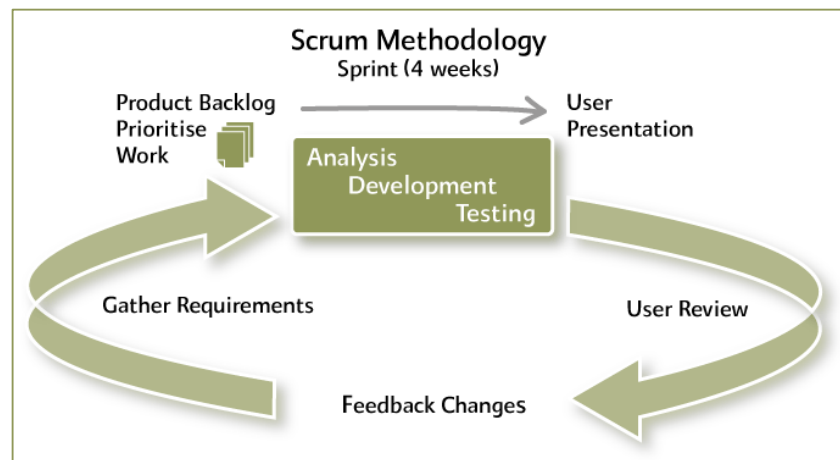 Scrum Methodology
Sprint (4 weeks)
Product Backlog
Prioritise
Work
User
Presentation
Analysis
Development
Testing
Gather Requirements
User Review
Feedback Changes